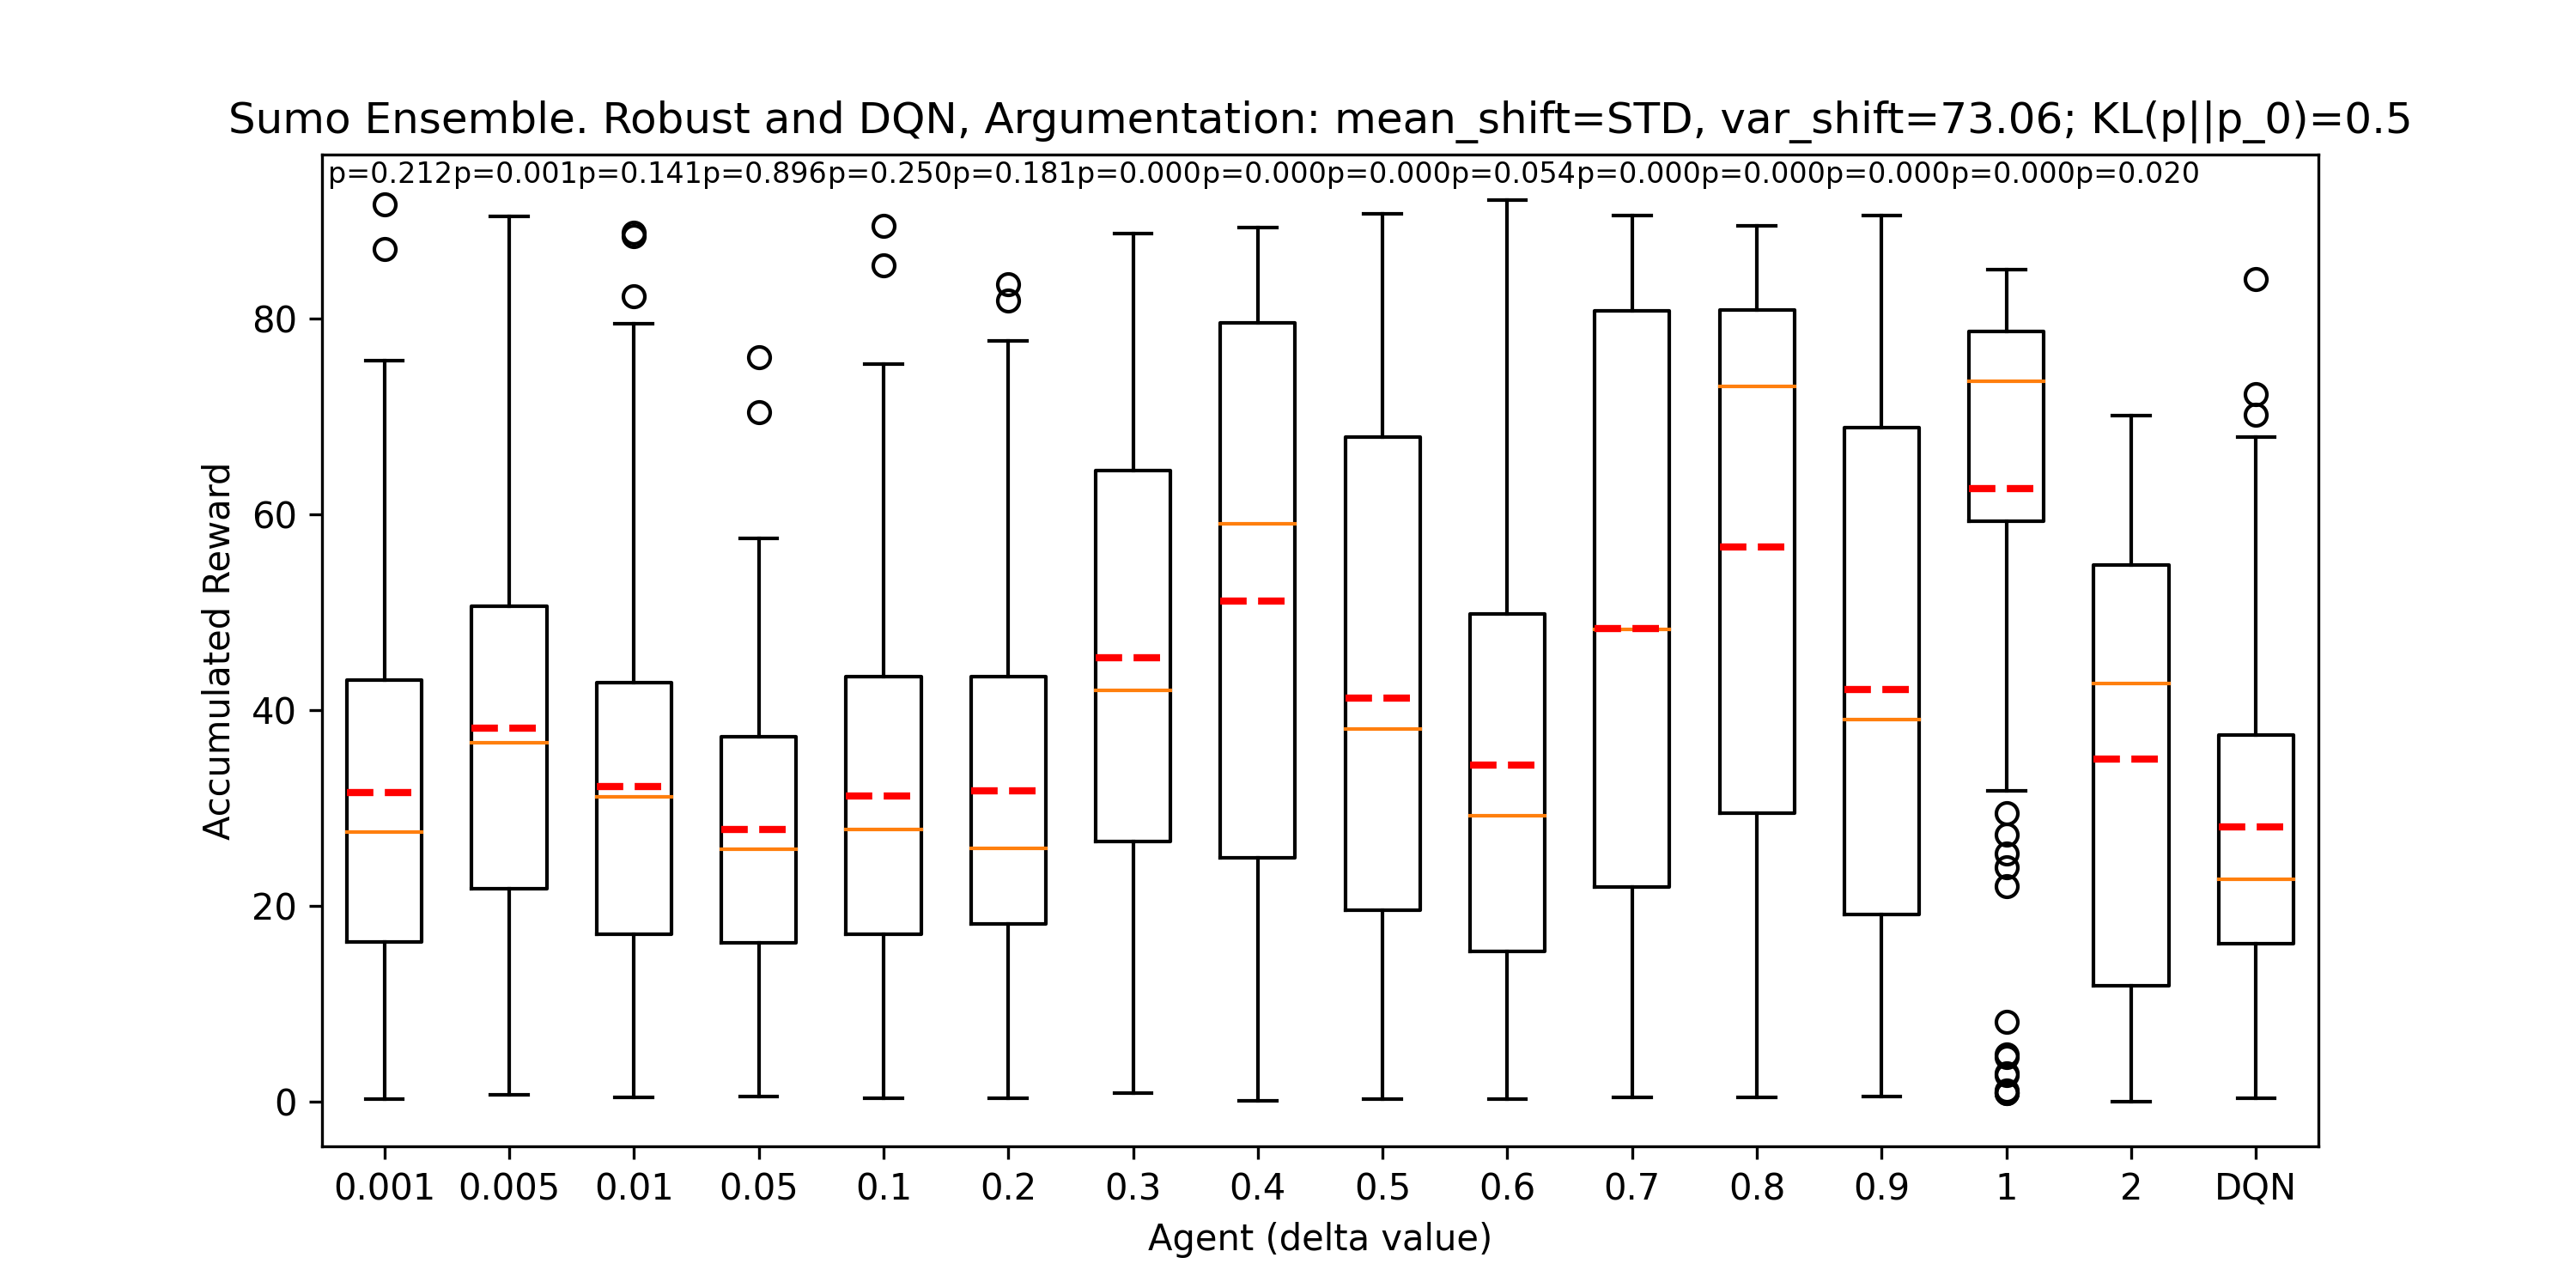 Sumo Ensemble. Robust and DQN, Argumentation: mean_shift=STD, var_shift=73.06; KL(p||p_0)=0.5
p=0.212p=0.001p=0.141p=0.896p=0.250p=0.181p=0.000p=0.000p=0.000p=0.054p=0.000p=0.000p=0.000p=0.000p=0.020
80
60
40
20
0
Accumulated Reward
0.001 0.005 0.01 0.05 0.1 0.2 0.3 0.4 0.5 0.6 0.7 0.8 0.9 1 2 DQN
Agent (delta value)